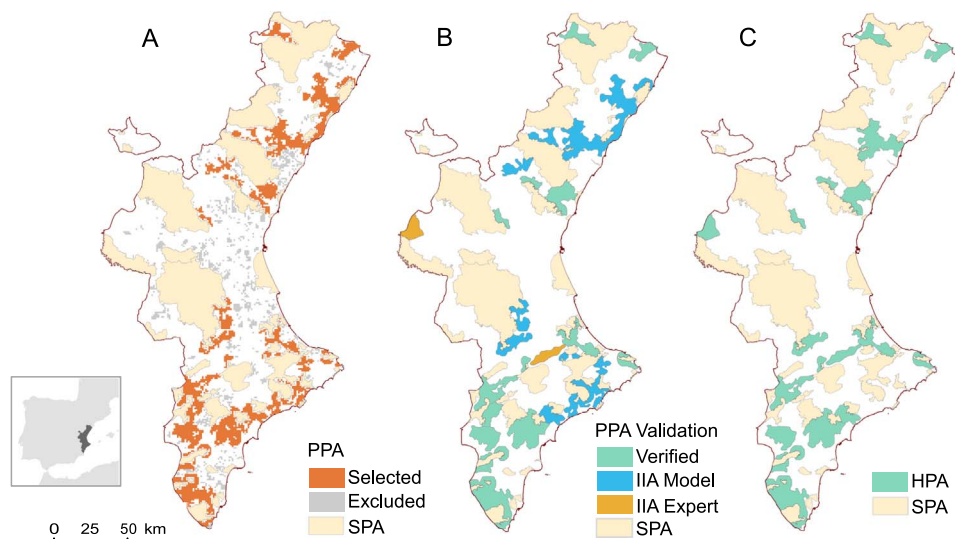 A
B
C
PPA
Selected
Excluded
SPA
0 25 50 km
PPA Validation
Verified
IIA Model
IIA Expert
SPA
HPA
SPA